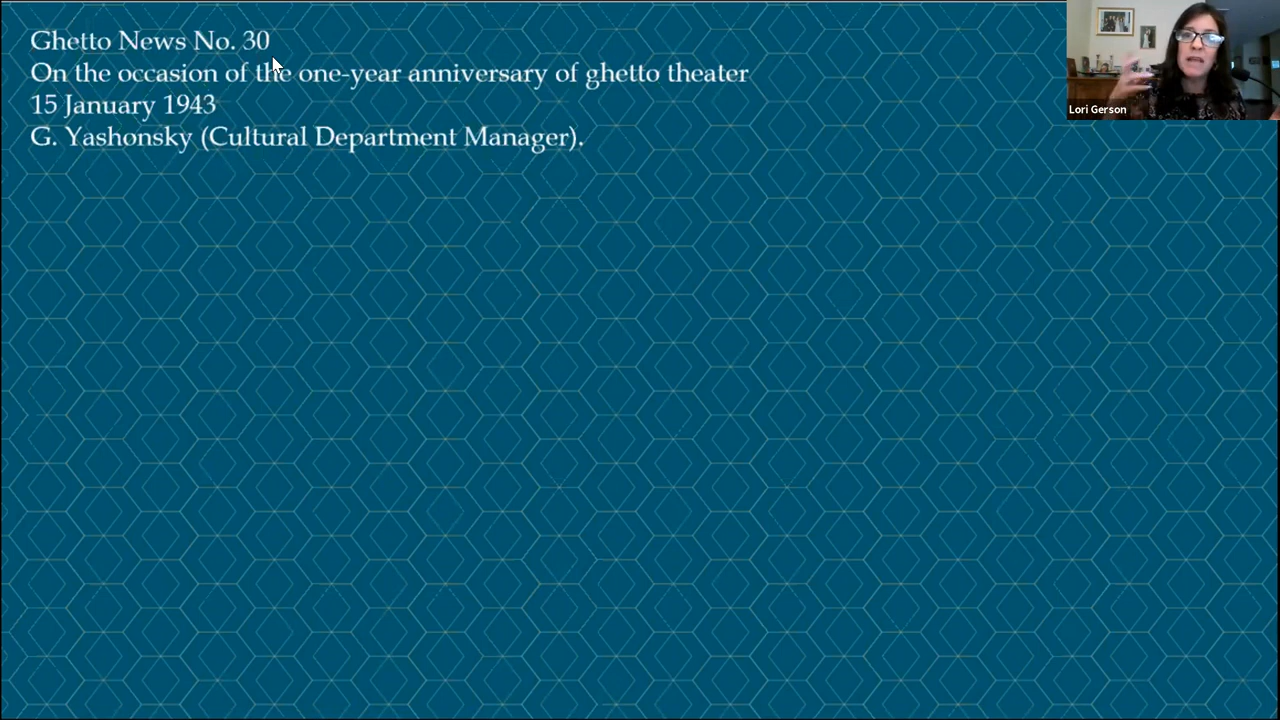 Ghetto News No. 30
On the occasion of the one-year anniversary of ghetto theater
15 January 1943
G. Yashonsky (Cultural Department Manager).
Lori Gerson